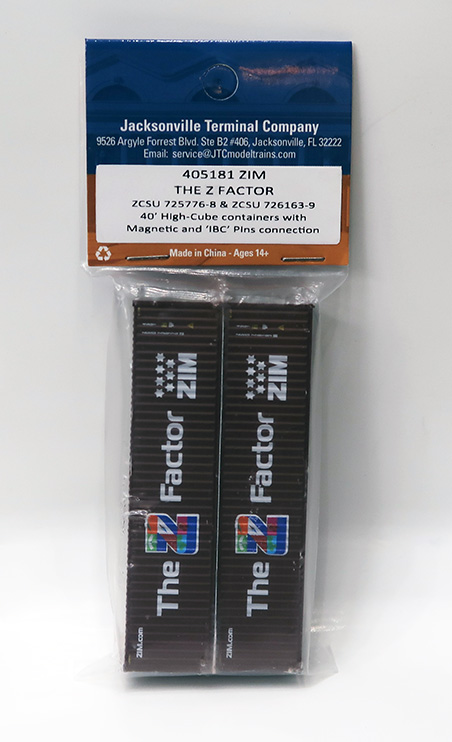 Jacksonville Terminal Company
9526 Argyle Forrest Blvd. Ste B2 #406, Jacksonville, FL 32222
Email: service@JTCmodeltrains.com
405181 ZIM
THE Z FACTOR
ZCSU 725776-8 & ZCSU 726163-9
40' High-Cube containers with
Magnetic and 'IBC' Pins connection
Made in China - Ages 14+
ZIM
The Z Factor
ZIM.com
ZIM
The Z Factor
ZIM.com